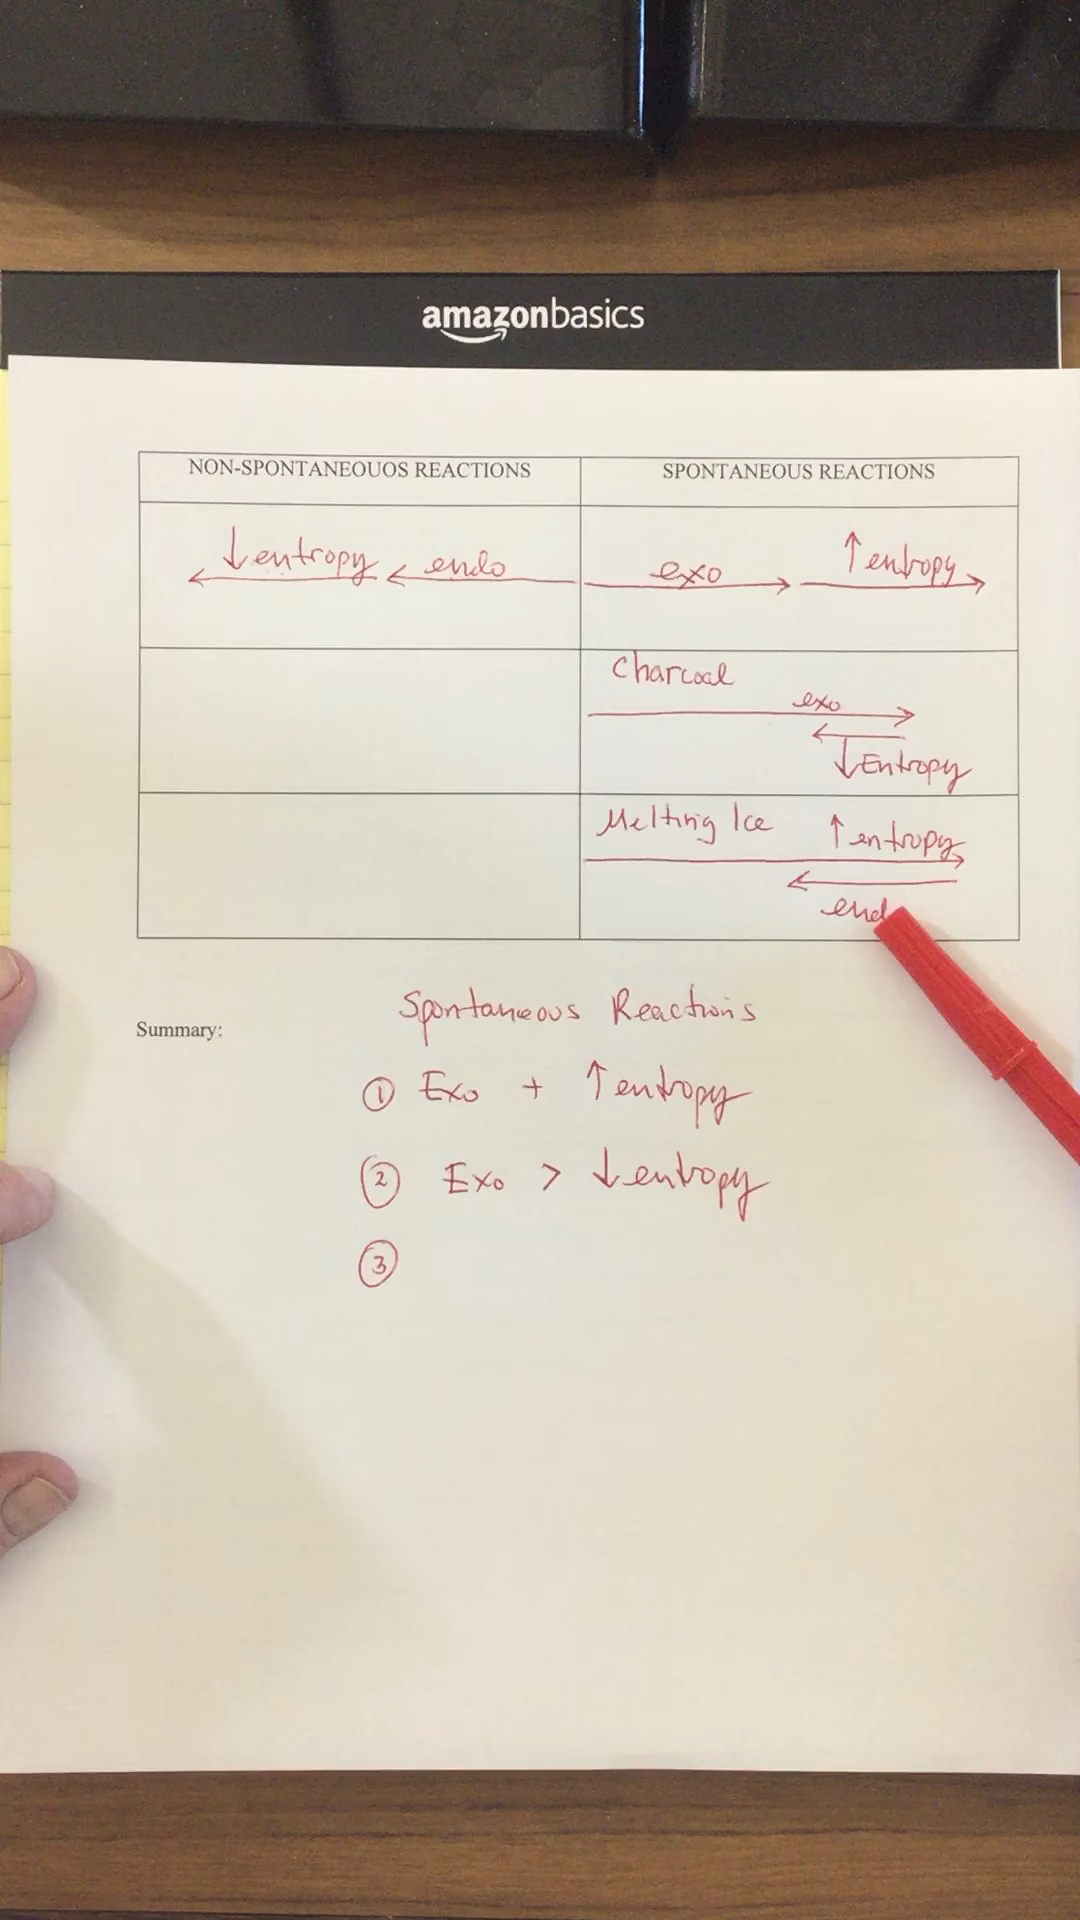 amazonbasics
NON-SPONTANEOUOS REACTIONS
SPONTANEOUS REACTIONS
↓entropy endo
exo ↑entropy
Charcoal
exo
↓Entropy
Melting Ice ↑entropy
endo
Spontaneous Reactions
Summary:
① Exo + ↑entropy
② Exo > ↓entropy
③